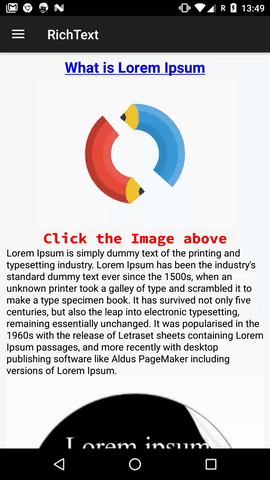 R 13:49
RichText
What is Lorem Ipsum
Click the Image above
Lorem Ipsum is simply dummy text of the printing and
typesetting industry. Lorem Ipsum has been the industry's
standard dummy text ever since the 1500s, when an
unknown printer took a galley of type and scrambled it to
make a type specimen book. It has survived not only five
centuries, but also the leap into electronic typesetting,
remaining essentially unchanged. It was popularised in the
1960s with the release of Letraset sheets containing Lorem
Ipsum passages, and more recently with desktop
publishing software like Aldus PageMaker including
versions of Lorem Ipsum.
Lorem ipsum